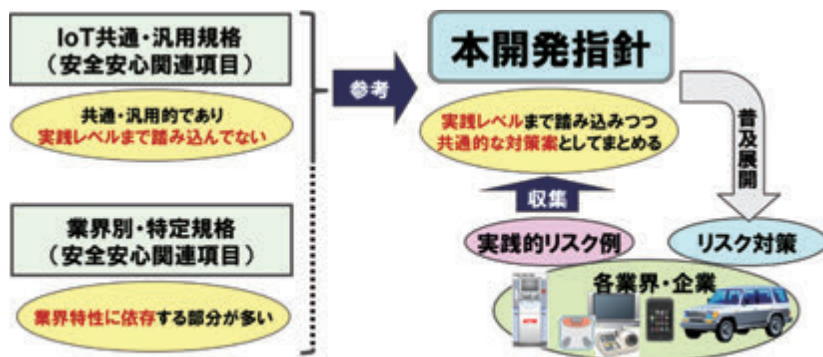 IoT共通・汎用規格
（安全安心関連項目）
共通・汎用的であり
実践レベルまで踏み込んでない
業界別・特定規格
（安全安心関連項目）
業界特性に依存する部分が多い
参考
本開発指針
実践レベルまで踏み込みつつ
共通的な対策案としてまとめる
収集
普及展開
実践的リスク例
リスク対策
各業界・企業